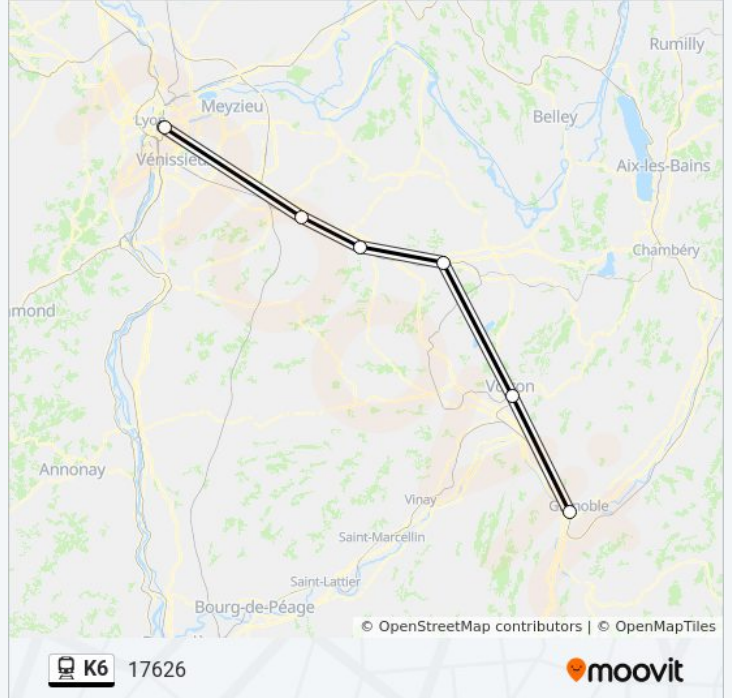 Rumilly
Meyzieu
Lyon
Belley
Vénissieux
Aix-les-Bains
Chambéry
Voiron
Annonay
Vinay
Grenoble
Saint-Marcellin
Saint-Lattier
Bourg-de-Péage
© OpenStreetMap contributors | © OpenMapTiles
K6 17626
moovit